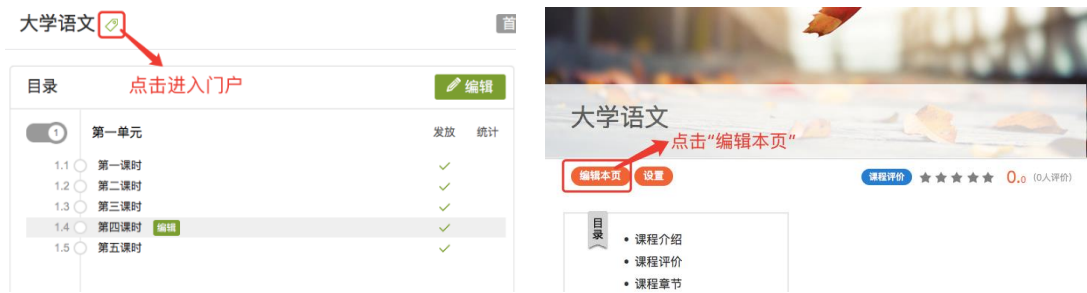 大学语文
首
点击进入门户
目录
编辑
1 第一单元 发放 统计
1.1 第一课时
1.2 第二课时
1.3 第三课时
1.4 第四课时 编辑
1.5 第五课时
大学语文
点击“编辑本页”
编辑本页 设置 课程评价 0.0 (0人评价)
目录
课程介绍
课程评价
课程章节